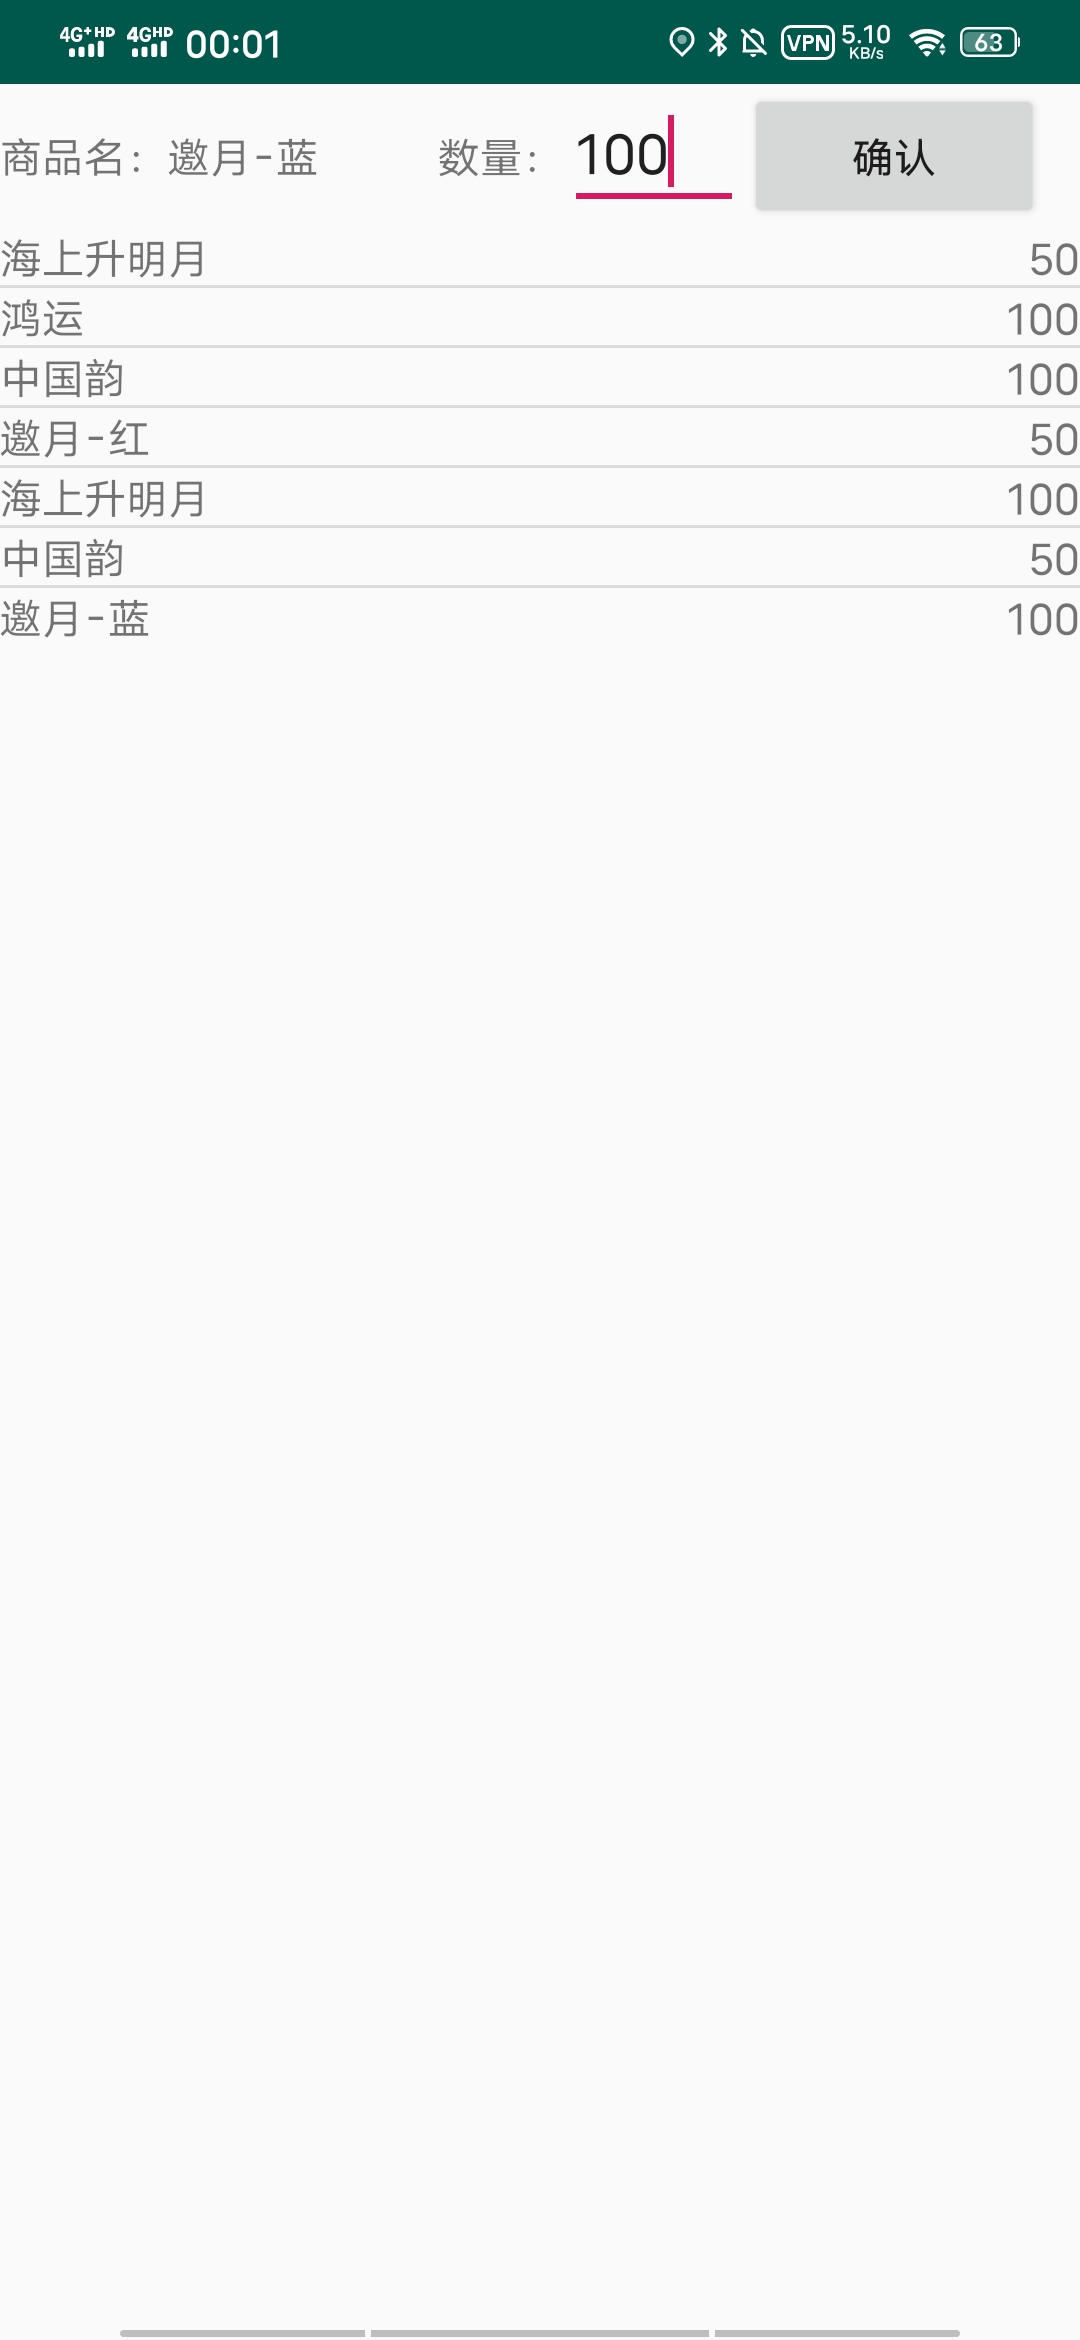 4G+HD 4GHD 00:01 VPN 5.10 KB/s 63
商品名： 邀月-蓝 数量： 100 确认
海上升明月 50
鸿运 100
中国韵 100
邀月-红 50
海上升明月 100
中国韵 50
邀月-蓝 100